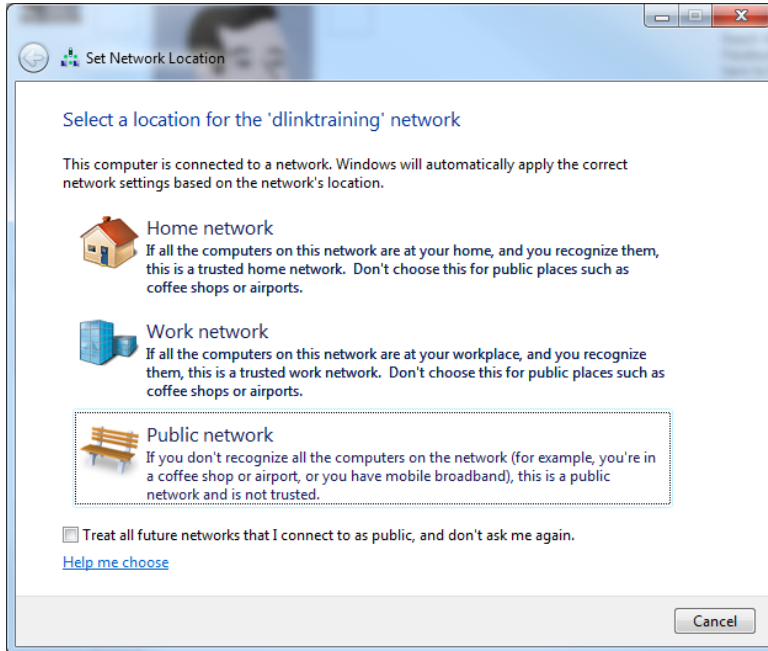 Set Network Location
Select a location for the 'dlinktraining' network
This computer is connected to a network. Windows will automatically apply the correct
network settings based on the network's location.
Home network
If all the computers on this network are at your home, and you recognize them,
this is a trusted home network.  Don't choose this for public places such as
coffee shops or airports.
Work network
If all the computers on this network are at your workplace, and you recognize
them, this is a trusted work network.  Don't choose this for public places such as
coffee shops or airports.
Public network
If you don't recognize all the computers on the network (for example, you're in
a coffee shop or airport, or you have mobile broadband), this is a public
network and is not trusted.
Treat all future networks that I connect to as public, and don't ask me again.
Help me choose
Cancel